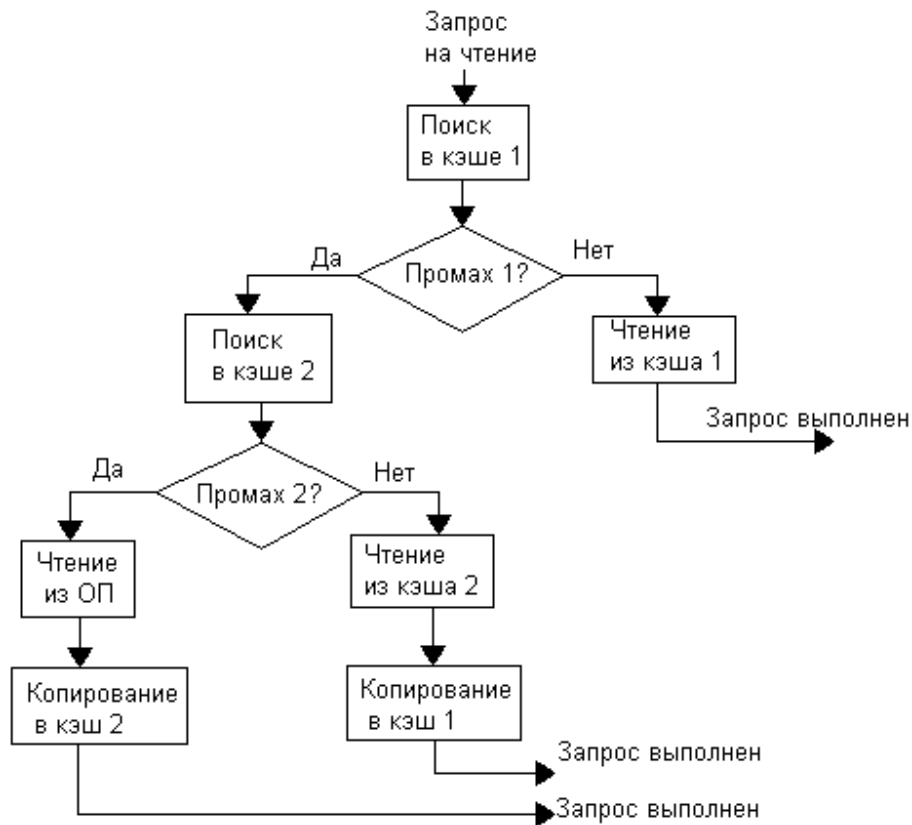 Запрос
на чтение
Поиск
в кэше 1
Да
Промах 1?
Нет
Поиск
в кэше 2
Чтение
из кэша 1
Запрос выполнен
Да
Промах 2?
Нет
Чтение
из ОП
Чтение
из кэша 2
Копирование
в кэш 2
Копирование
в кэш 1
Запрос выполнен
Запрос выполнен